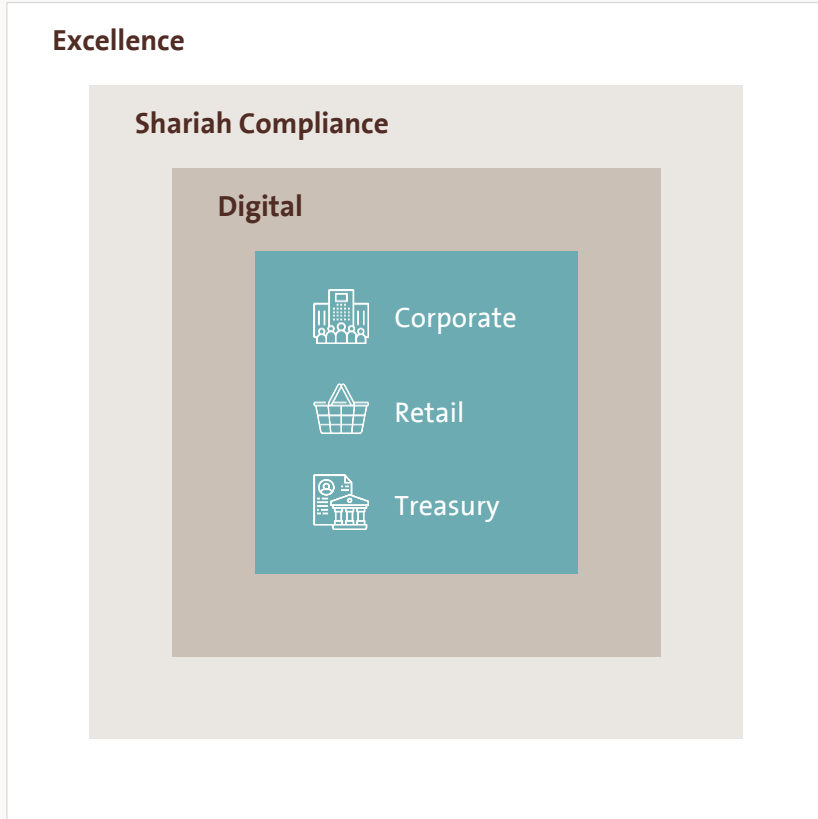 Excellence
Shariah Compliance
Digital
Corporate
Retail
Treasury